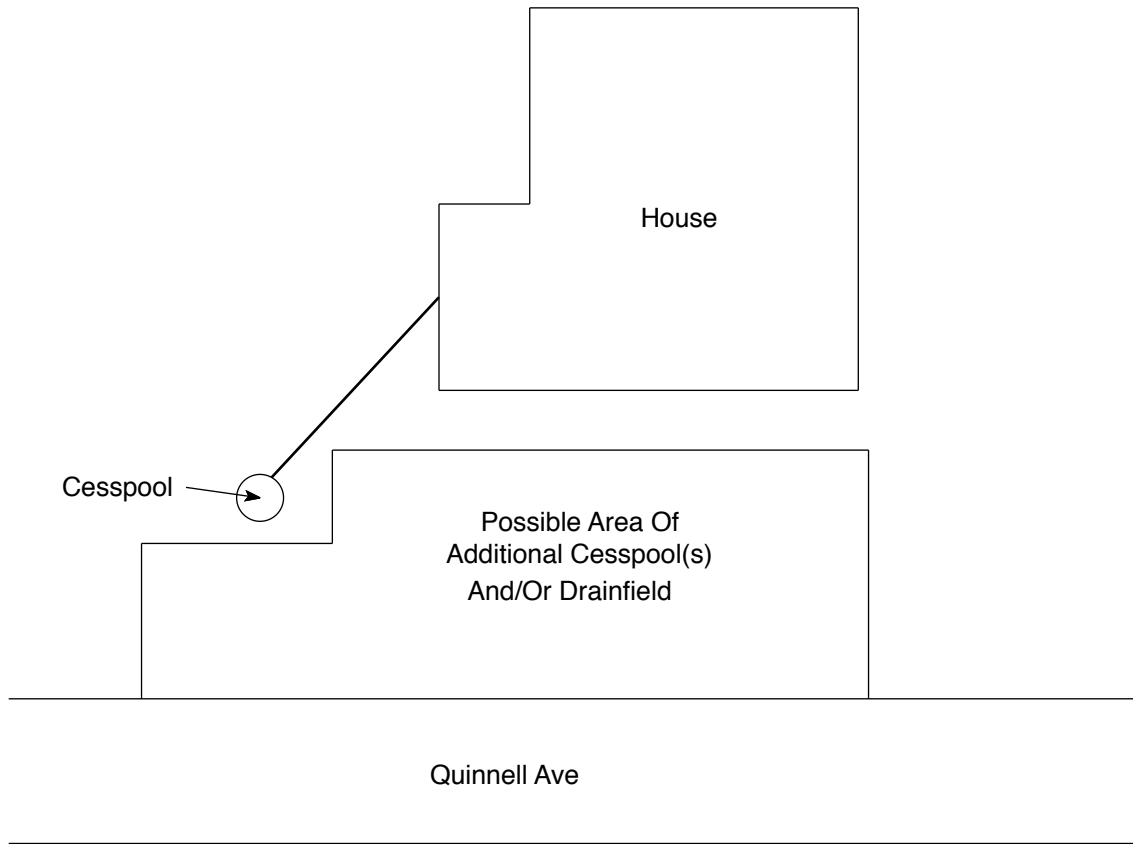 House
Cesspool
Possible Area Of
Additional Cesspool(s)
And/Or Drainfield
Quinnell Ave